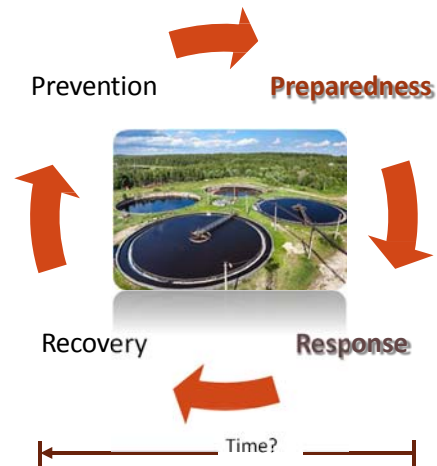 Prevention
Preparedness
Recovery
Response
Time?